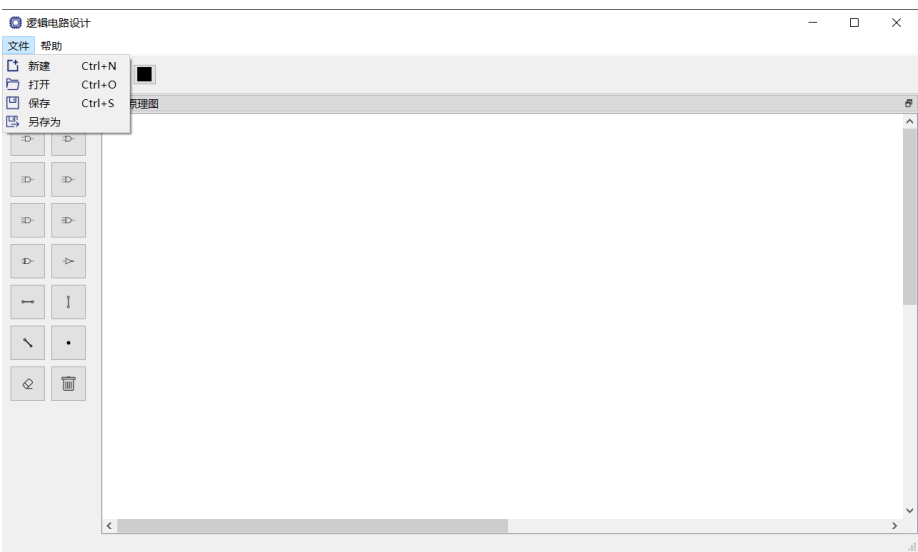 逻辑电路设计
文件 帮助
新建 Ctrl+N
打开 Ctrl+O
保存 Ctrl+S
另存为
原理图